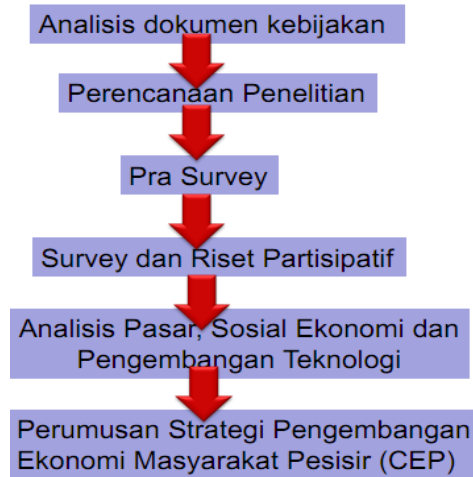 Analisis dokumen kebijakan
Perencanaan Penelitian
Pra Survey
Survey dan Riset Partisipatif
Analisis Pasar, Sosial Ekonomi dan
Pengembangan Teknologi
Perumusan Strategi Pengembangan
Ekonomi Masyarakat Pesisir (CEP)